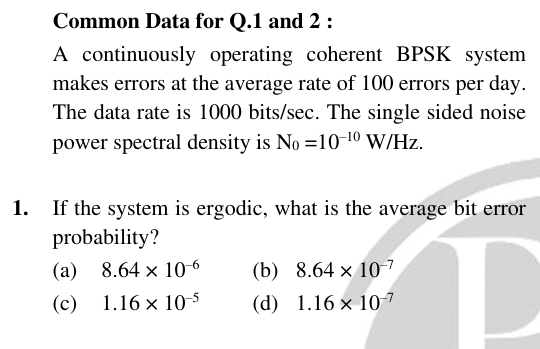 Common Data for Q.1 and 2 :
A continuously operating coherent BPSK system
makes errors at the average rate of 100 errors per day.
The data rate is 1000 bits/sec. The single sided noise
power spectral density is N₀ =10⁻¹⁰ W/Hz.
1. If the system is ergodic, what is the average bit error
probability?
(a) 8.64 × 10⁻⁶ (b) 8.64 × 10⁻⁷
(c) 1.16 × 10⁻⁵ (d) 1.16 × 10⁻⁷